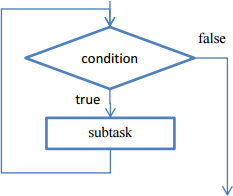 false
condition
true
subtask